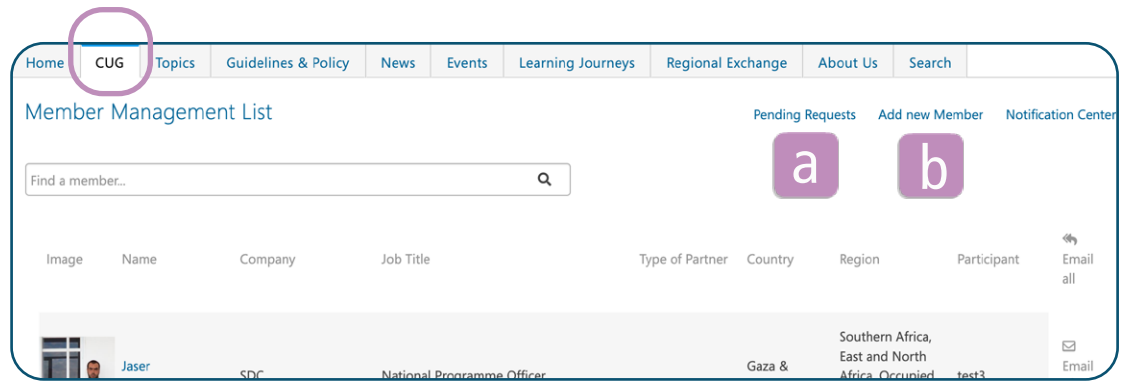 Home CUG Topics Guidelines & Policy News Events Learning Journeys Regional Exchange About Us Search
Member Management List
Pending Requests Add new Member Notification Center
a b
Find a member...
Image Name Company Job Title Type of Partner Country Region Participant Email
all
Southern Africa,
East and North
Africa, Occupied
Jaser SDC National Programme Officer Gaza & test3 Email